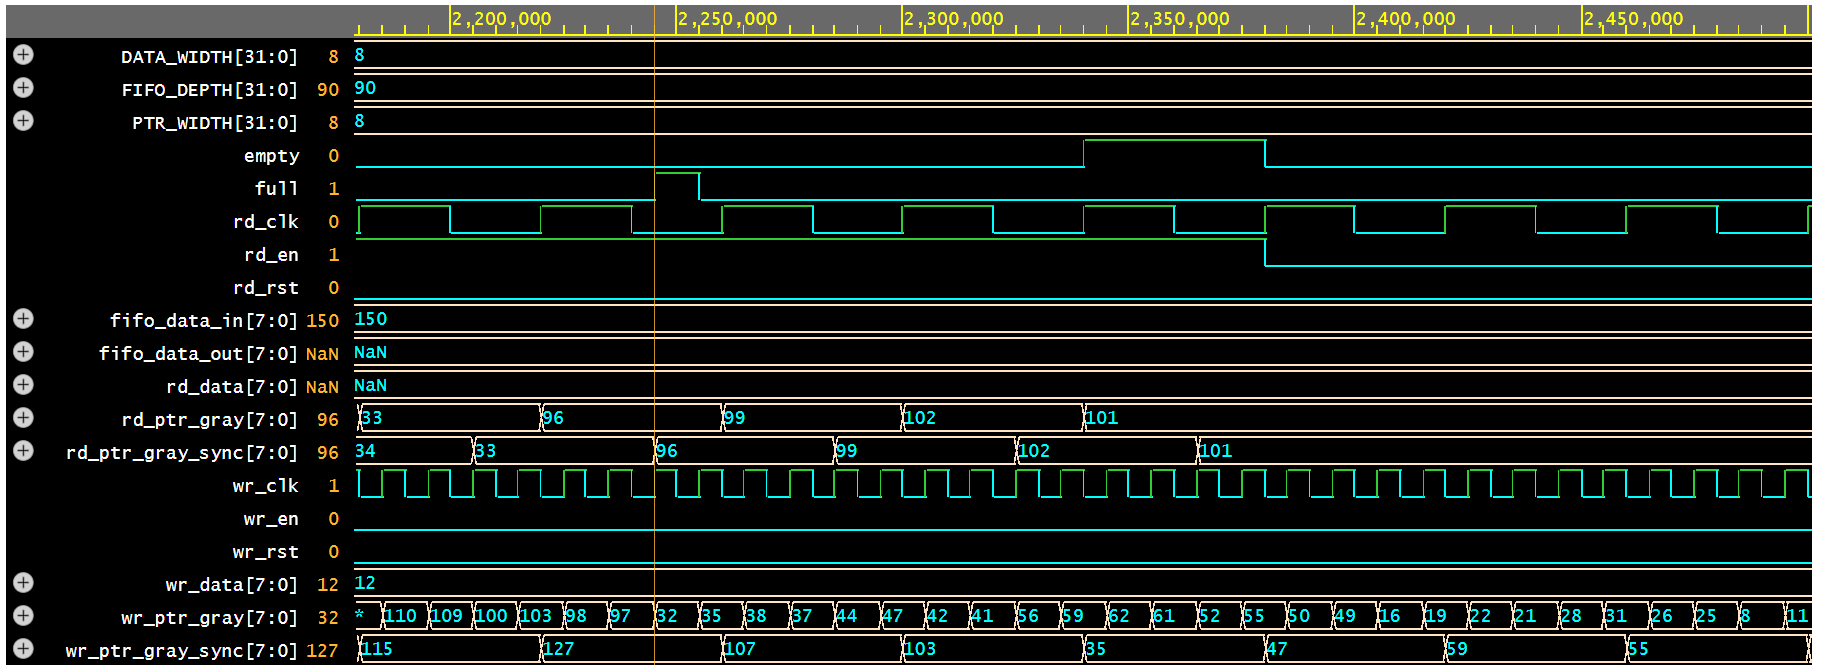 2,200,000 2,250,000 2,300,000 2,350,000 2,400,000 2,450,000
DATA_WIDTH[31:0] 8 8
FIFO_DEPTH[31:0] 90 90
PTR_WIDTH[31:0] 8 8
empty 0
full 1
rd_clk 0
rd_en 1
rd_rst 0
fifo_data_in[7:0] 150 150
fifo_data_out[7:0] NaN NaN
rd_data[7:0] NaN NaN
rd_ptr_gray[7:0] 96 33 96 99 102 101
rd_ptr_gray_sync[7:0] 96 34 33 96 99 102 101
wr_clk 1
wr_en 0
wr_rst 0
wr_data[7:0] 12 12
wr_ptr_gray[7:0] 32 * 110 109 100 103 98 97 32 35 38 37 44 47 42 41 56 59 62 61 52 55 50 49 16 19 22 21 28 31 26 25 8 11
wr_ptr_gray_sync[7:0] 127 115 127 107 103 35 47 59 55